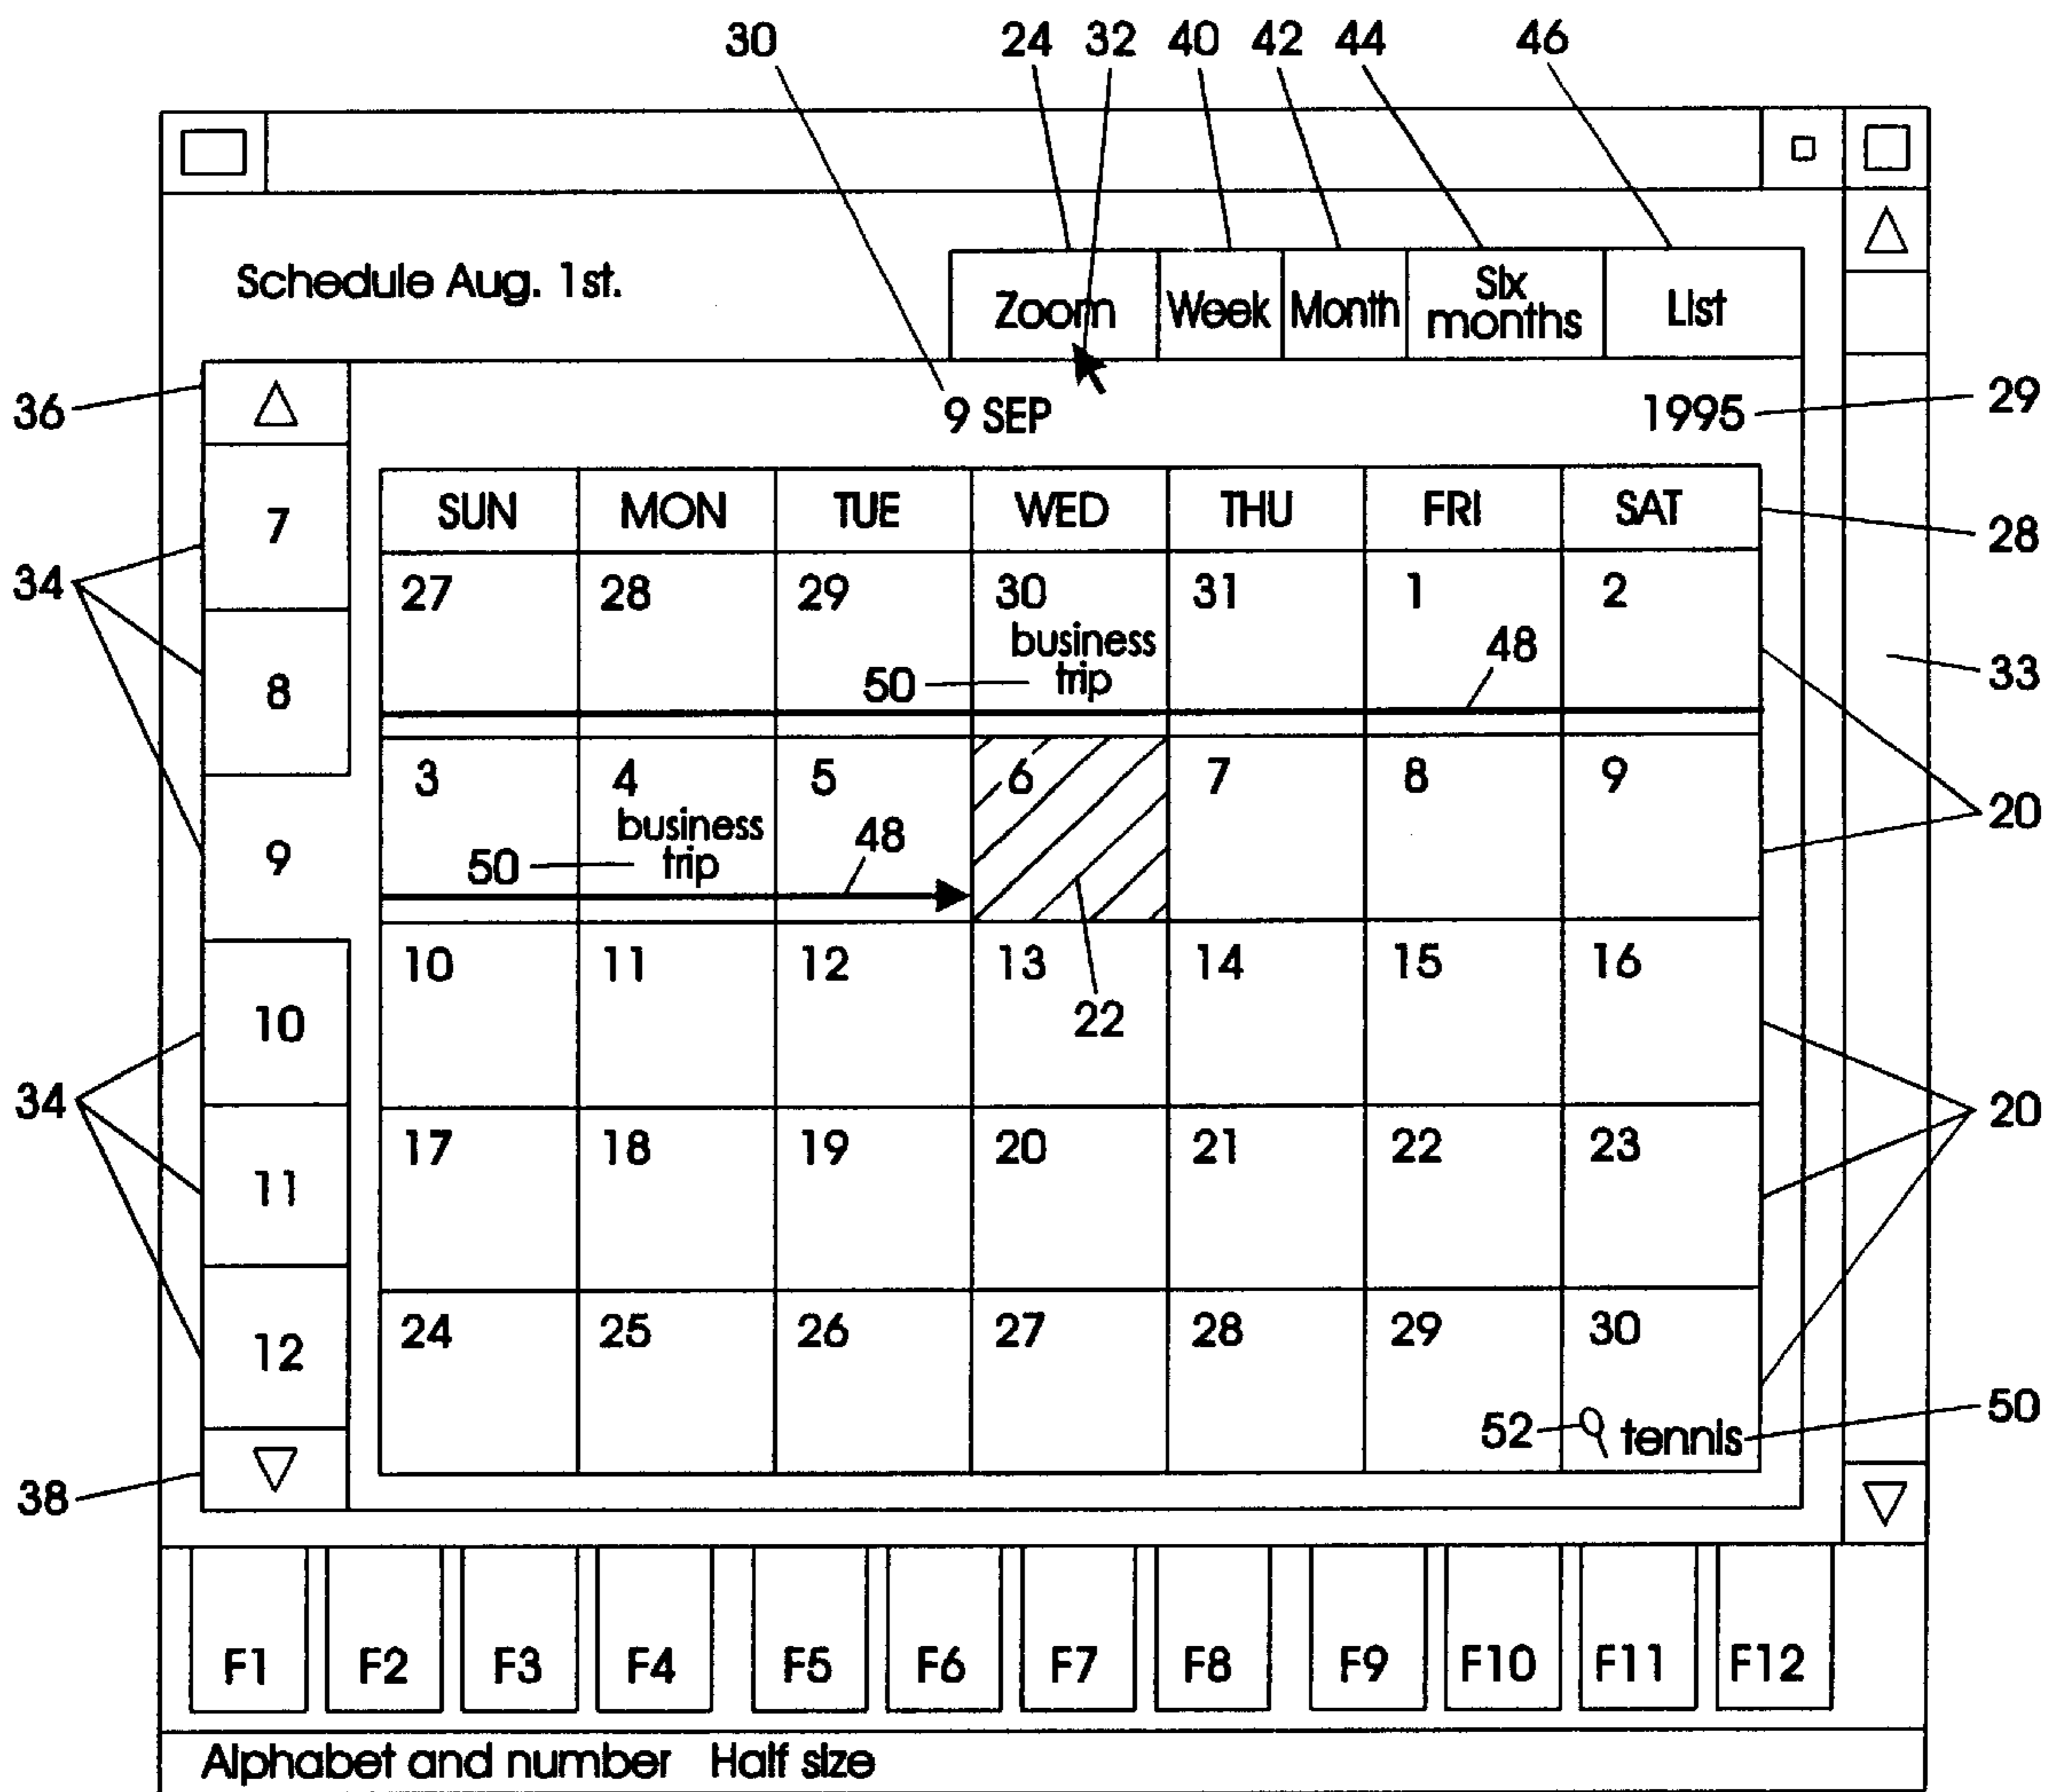 30 24 32 40 42 44 46
Schedule Aug. 1st.
Zoom Week Month Six months List
36
9 SEP 1995 29
SUN MON TUE WED THU FRI SAT
28
7
34
27 28 29 30 31 1 2
business
trip
50
48
33
8
3 4 5 6 7 8 9
business
trip
50
48
20
9
10 11 12 13 14 15 16
22
10
34
20
17 18 19 20 21 22 23
11
24 25 26 27 28 29 30
12
52 tennis 50
38
F1 F2 F3 F4 F5 F6 F7 F8 F9 F10 F11 F12
Alphabet and number Half size